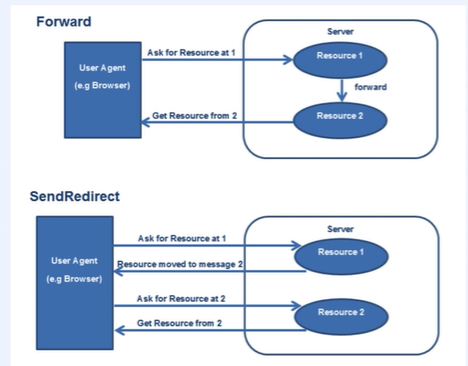 Forward
Server
Ask for Resource at 1
Resource 1
User Agent
(e.g Browser)
forward
Get Resource from 2
Resource 2
SendRedirect
Server
Ask for Resource at 1
Resource 1
Resource moved to message 2
User Agent
(e.g Browser)
Ask for Resource at 2
Resource 2
Get Resource from 2